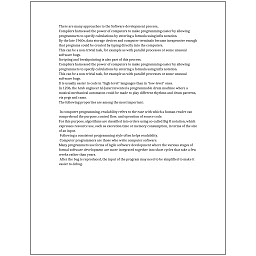 There are many approaches to the Software development process.
Compilers harnessed the power of computers to make programming easier by allowing
programmers to specify calculations by entering a formula using infix notation.
By the late 1960s, data storage devices and computer terminals became inexpensive enough
that programs could be created by typing directly into the computers.
This can be a non-trivial task, for example as with parallel processes or some unusual
software bugs.
Scripting and breakpointing is also part of this process.
Compilers harnessed the power of computers to make programming easier by allowing
programmers to specify calculations by entering a formula using infix notation.
This can be a non-trivial task, for example as with parallel processes or some unusual
software bugs.
It is usually easier to code in "high-level" languages than in "low-level" ones.
In 1206, the Arab engineer Al-Jazari invented a programmable drum machine where a
musical mechanical automaton could be made to play different rhythms and drum patterns,
via pegs and cams.
The following properties are among the most important:

In computer programming, readability refers to the ease with which a human reader can
comprehend the purpose, control flow, and operation of source code.
For this purpose, algorithms are classified into orders using so-called Big O notation, which
expresses resource use, such as execution time or memory consumption, in terms of the size
of an input.
Following a consistent programming style often helps readability.
Computer programmers are those who write computer software.
Many programmers use forms of Agile software development where the various stages of
formal software development are more integrated together into short cycles that take a few
weeks rather than years.
After the bug is reproduced, the input of the program may need to be simplified to make it
easier to debug.